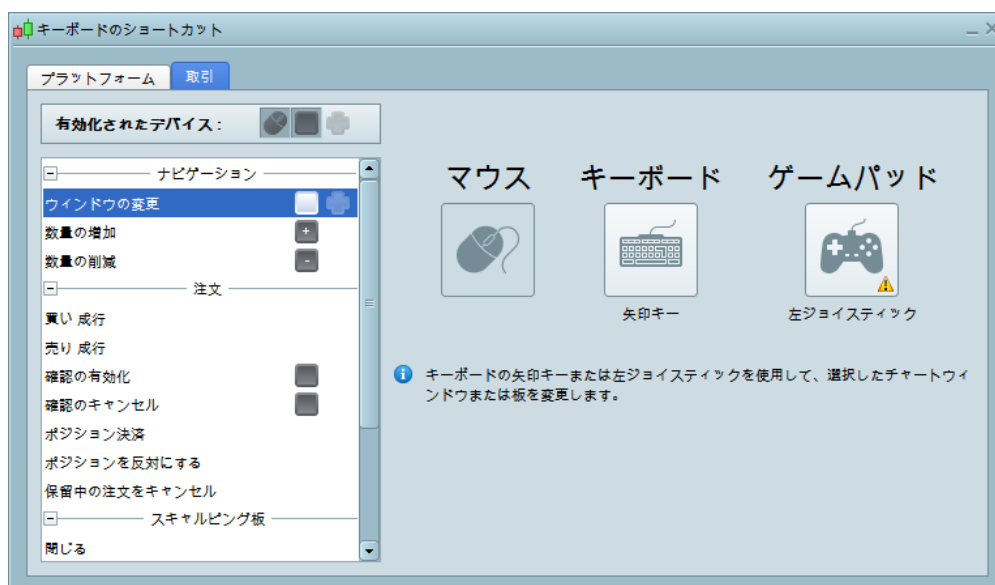 キーボードのショートカット
プラットフォーム
取引
有効化されたデバイス：
ナビゲーション
ウィンドウの変更
数量の増加
+
数量の削減
-
注文
買い 成行
売り 成行
確認の有効化
確認のキャンセル
ポジション決済
ポジションを反対にする
保留中の注文をキャンセル
スキャルピング板
閉じる
マウス
キーボード
ゲームパッド
矢印キー
左ジョイスティック
キーボードの矢印キーまたは左ジョイスティックを使用して、選択したチャートウィ
ンドウまたは板を変更します。